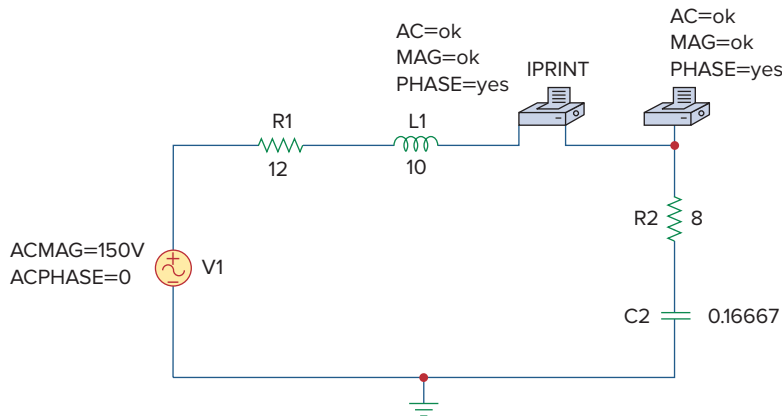 AC=ok
MAG=ok
PHASE=yes
IPRINT
AC=ok
MAG=ok
PHASE=yes
R1
12
L1
10
R2
8
ACMAG=150V
ACPHASE=0
V1
C2
0.16667